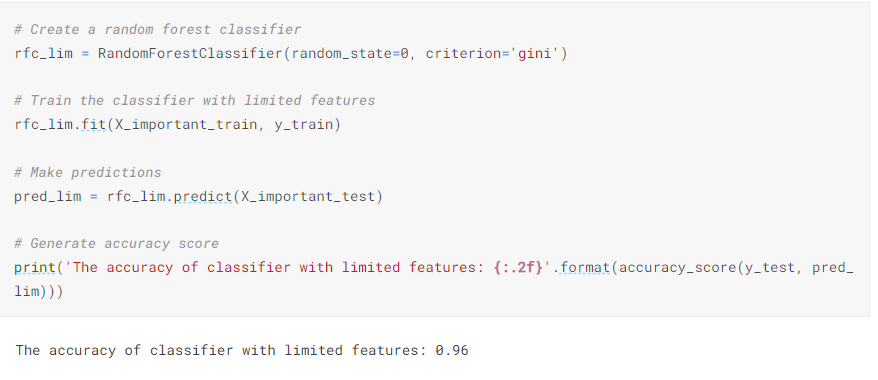 # Create a random forest classifier
rfc_lim = RandomForestClassifier(random_state=0, criterion='gini')
# Train the classifier with limited features
rfc_lim.fit(X_important_train, y_train)
# Make predictions
pred_lim = rfc_lim.predict(X_important_test)
# Generate accuracy score
print('The accuracy of classifier with limited features: {:.2f}'.format(accuracy_score(y_test, pred_
lim)))
The accuracy of classifier with limited features: 0.96